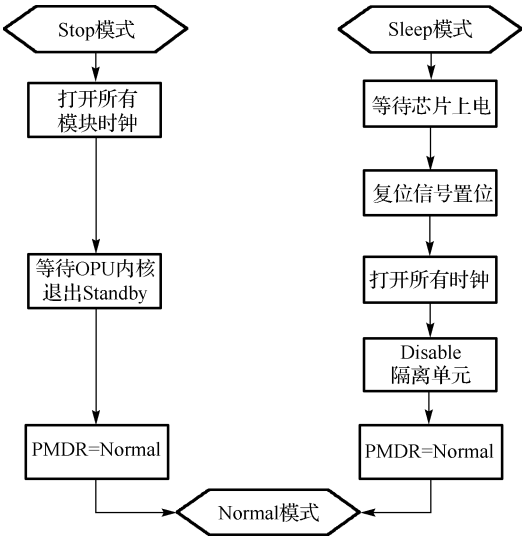 Stop模式
打开所有
模块时钟
等待OPU内核
退出Standby
PMDR=Normal
Sleep模式
等待芯片上电
复位信号置位
打开所有时钟
Disable
隔离单元
PMDR=Normal
Normal模式